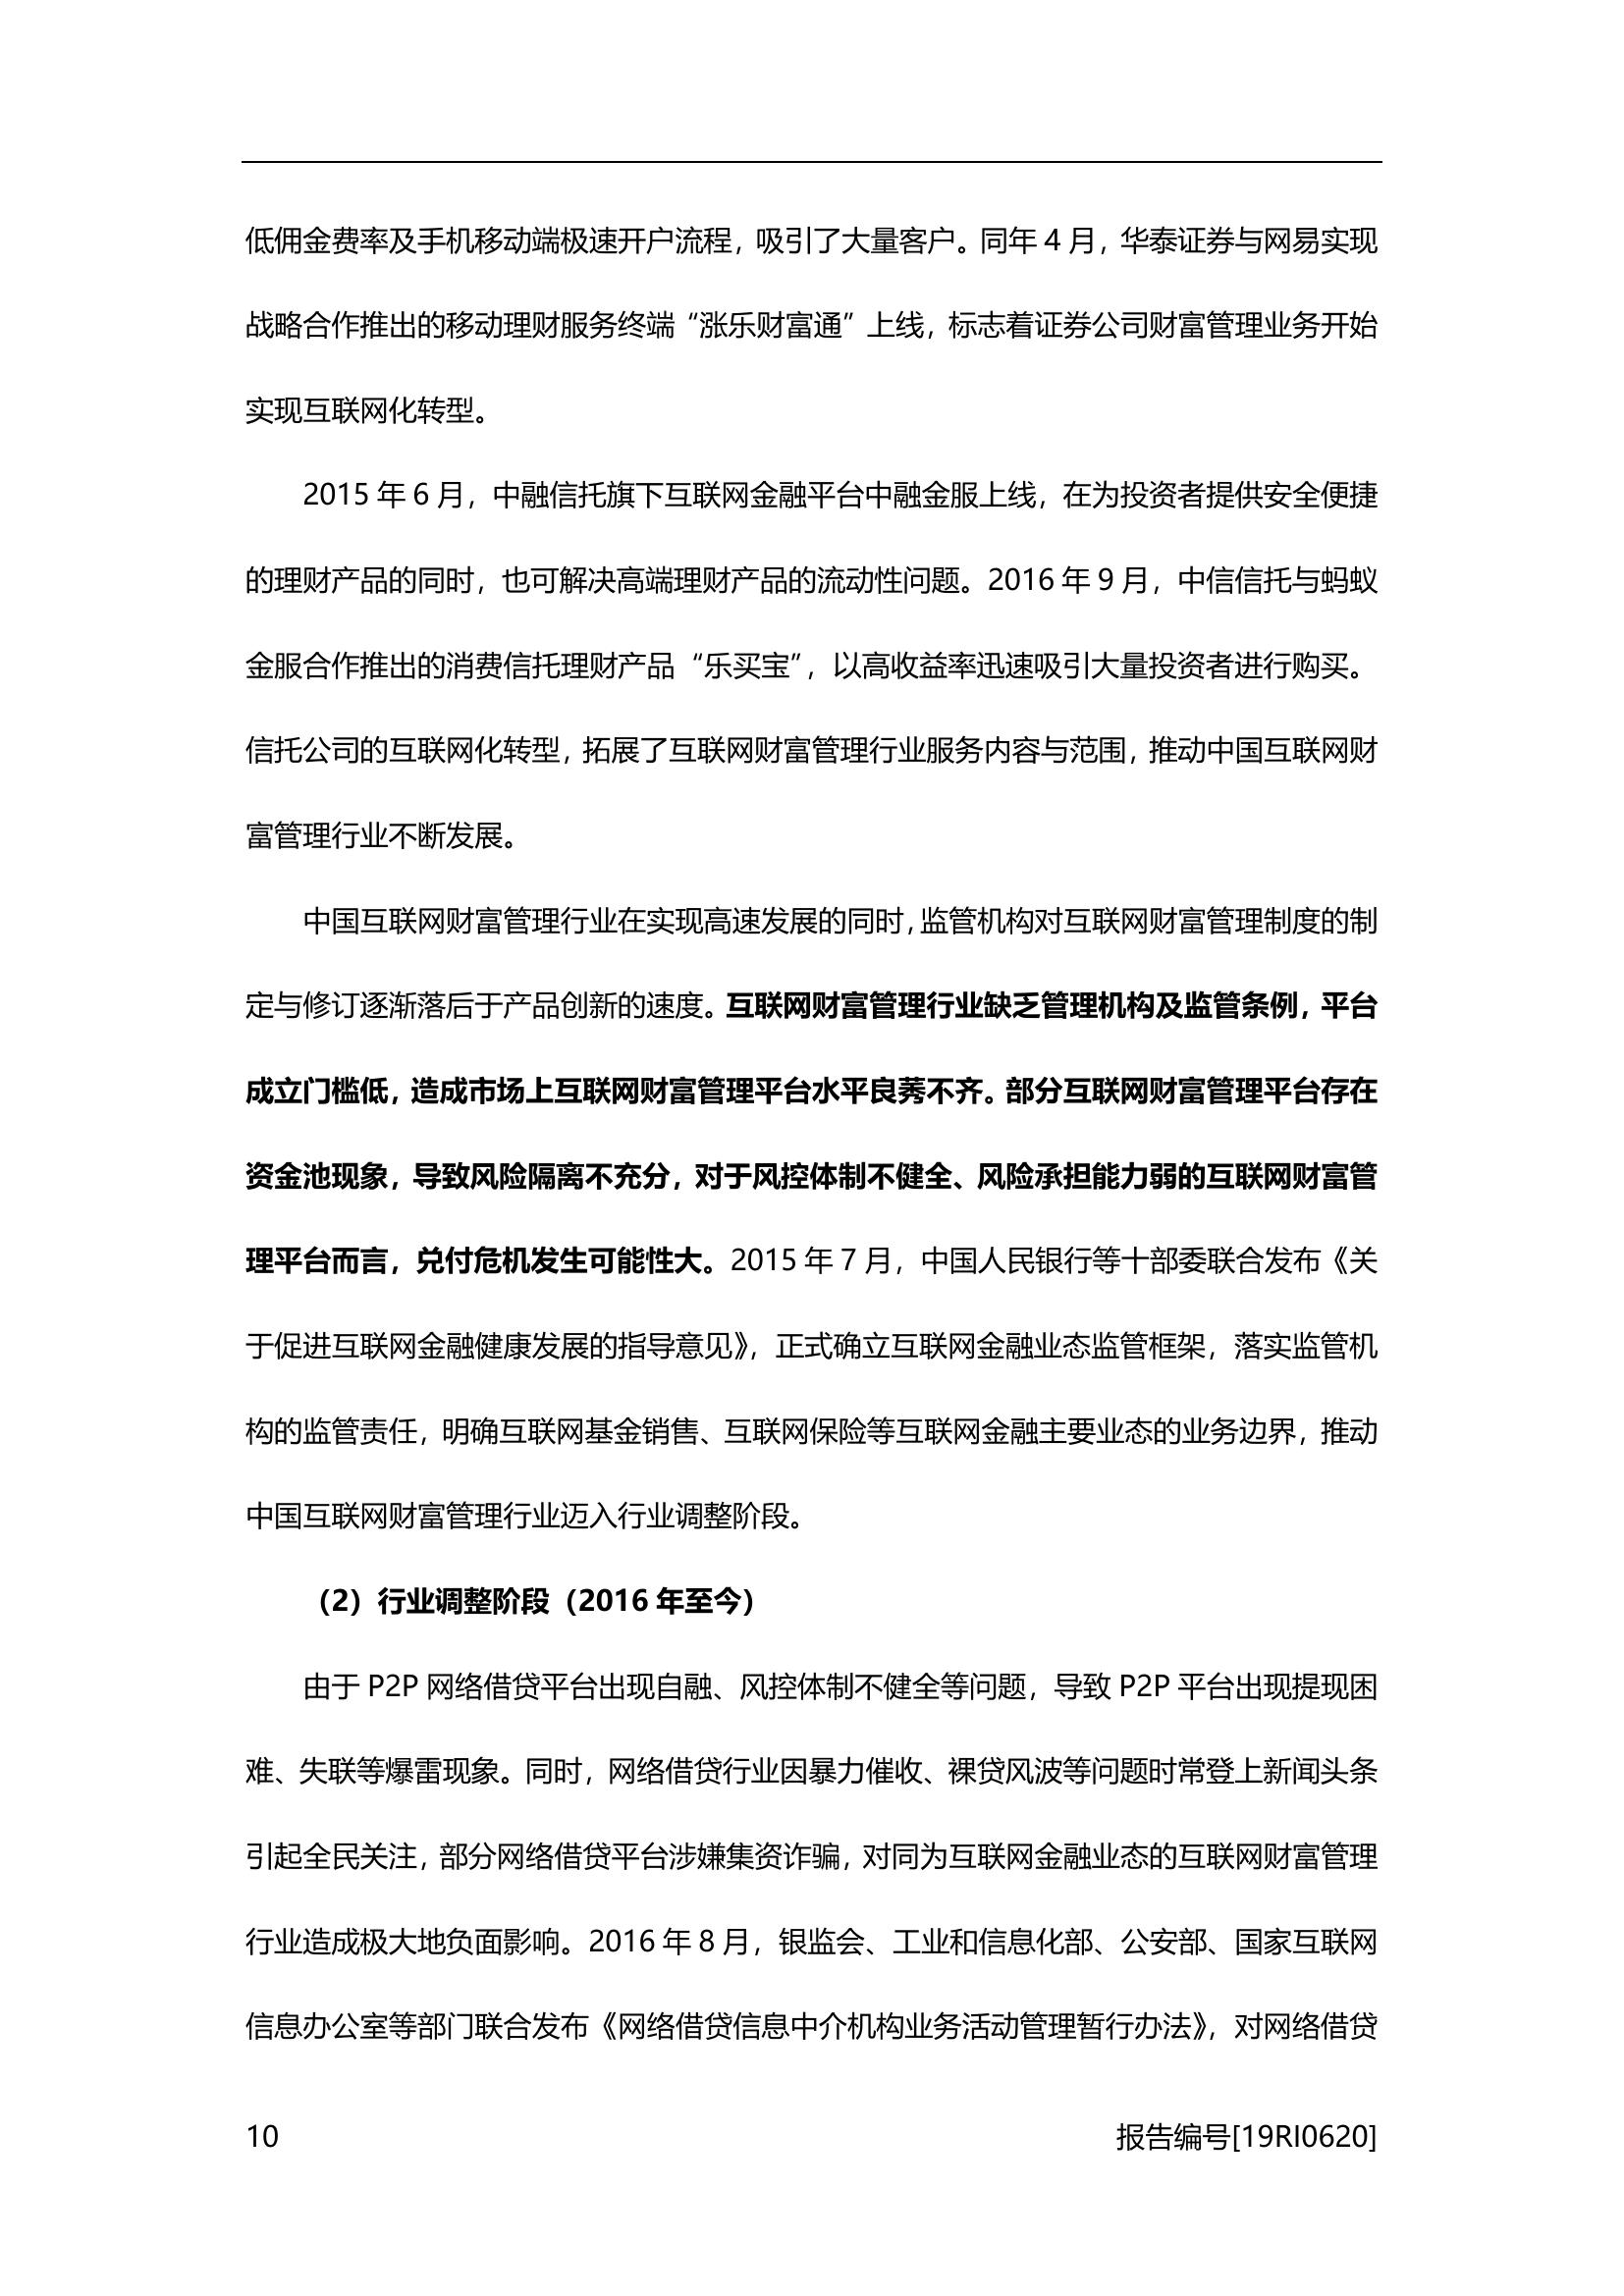 低佣金费率及手机移动端极速开户流程，吸引了大量客户。同年 4 月，华泰证券与网易实现
战略合作推出的移动理财服务终端“涨乐财富通”上线，标志着证券公司财富管理业务开始
实现互联网化转型。
2015 年 6 月，中融信托旗下互联网金融平台中融金服上线，在为投资者提供安全便捷
的理财产品的同时，也可解决高端理财产品的流动性问题。2016 年 9 月，中信信托与蚂蚁
金服合作推出的消费信托理财产品“乐买宝”，以高收益率迅速吸引大量投资者进行购买。
信托公司的互联网化转型，拓展了互联网财富管理行业服务内容与范围，推动中国互联网财
富管理行业不断发展。
中国互联网财富管理行业在实现高速发展的同时，监管机构对互联网财富管理制度的制
定与修订逐渐落后于产品创新的速度。互联网财富管理行业缺乏管理机构及监管条例，平台
成立门槛低，造成市场上互联网财富管理平台水平良莠不齐。部分互联网财富管理平台存在
资金池现象，导致风险隔离不充分，对于风控体制不健全、风险承担能力弱的互联网财富管
理平台而言，兑付危机发生可能性大。2015 年 7 月，中国人民银行等十部委联合发布《关
于促进互联网金融健康发展的指导意见》，正式确立互联网金融业态监管框架，落实监管机
构的监管责任，明确互联网基金销售、互联网保险等互联网金融主要业态的业务边界，推动
中国互联网财富管理行业迈入行业调整阶段。
（2）行业调整阶段（2016 年至今）
由于 P2P 网络借贷平台出现自融、风控体制不健全等问题，导致 P2P 平台出现提现困
难、失联等爆雷现象。同时，网络借贷行业因暴力催收、裸贷风波等问题时常登上新闻头条
引起全民关注，部分网络借贷平台涉嫌集资诈骗，对同为互联网金融业态的互联网财富管理
行业造成极大地负面影响。2016 年 8 月，银监会、工业和信息化部、公安部、国家互联网
信息办公室等部门联合发布《网络借贷信息中介机构业务活动管理暂行办法》，对网络借贷
10 报告编号[19RI0620]